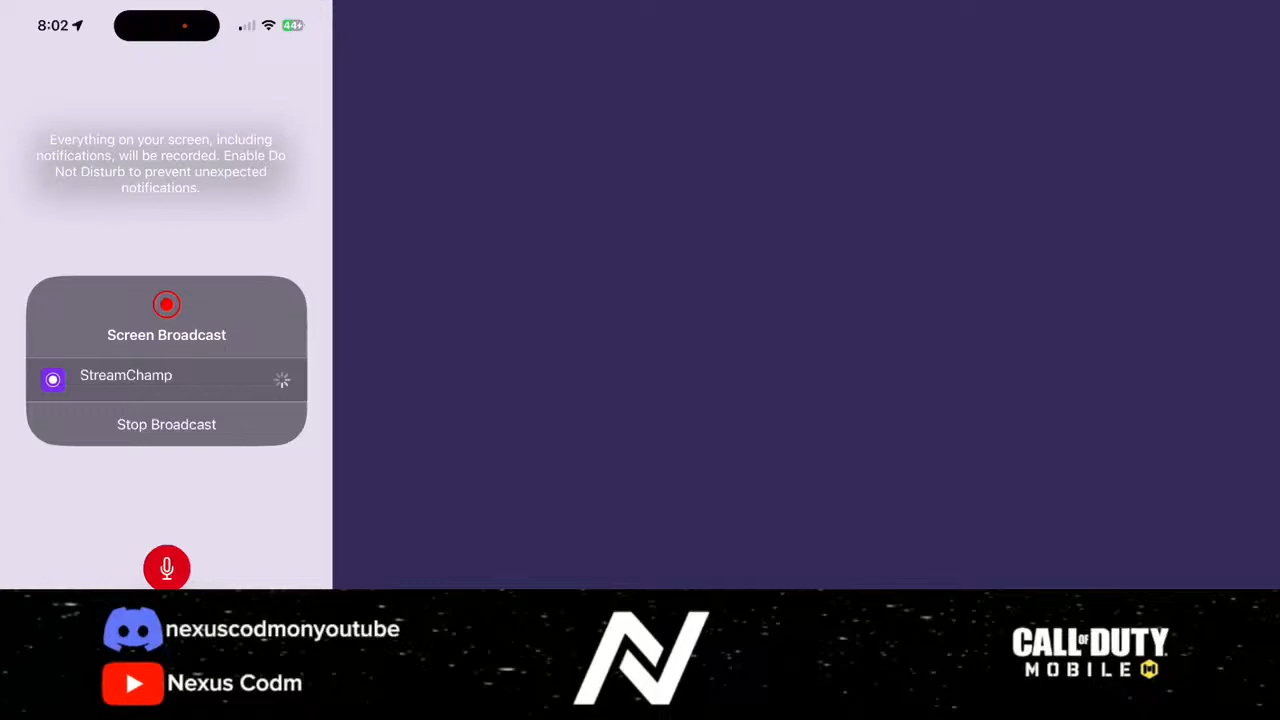 8:02
44
Everything on your screen, including
notifications, will be recorded. Enable Do
Not Disturb to prevent unexpected
notifications.
Screen Broadcast
StreamChamp
Stop Broadcast
nexuscodmonyoutube
Nexus Codm
CALL OF DUTY
MOBILE